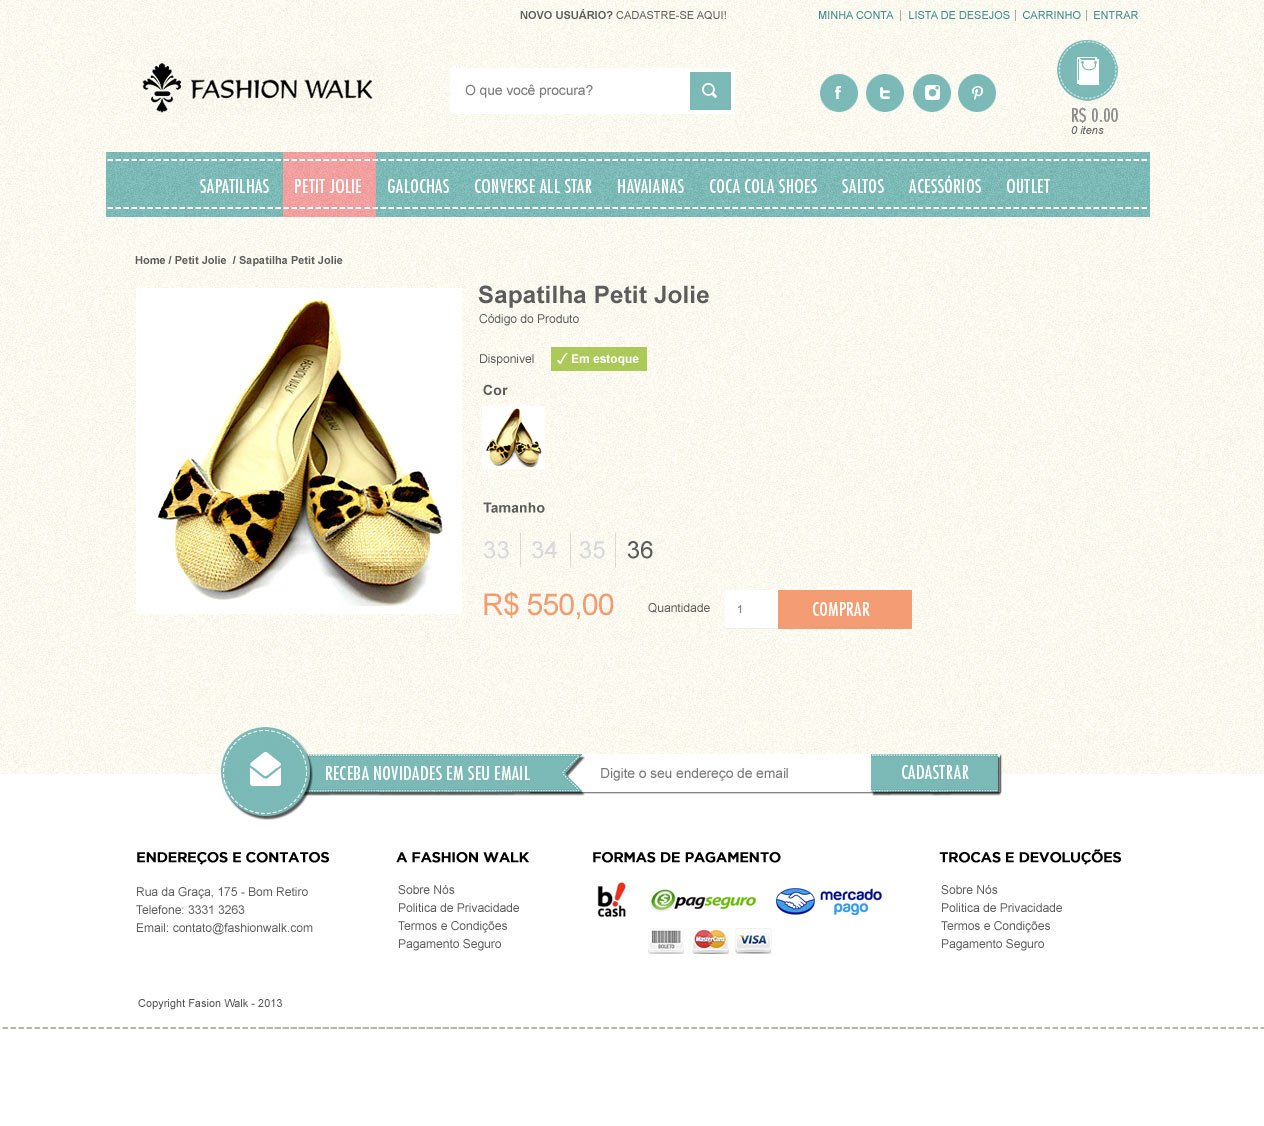 NOVO USUÁRIO? CADASTRE-SE AQUI!
MINHA CONTA | LISTA DE DESEJOS | CARRINHO | ENTRAR
FASHION WALK
O que você procura?
R$ 0.00
0 itens
SAPATILHAS PETIT JOLIE GALOCHAS CONVERSE ALL STAR HAVAIANAS COCA COLA SHOES SALTOS ACESSÓRIOS OUTLET
Home / Petit Jolie / Sapatilha Petit Jolie
Sapatilha Petit Jolie
Código do Produto
FASHION WALK
Disponivel Em estoque
Cor
Tamanho
33 34 35 36
R$ 550,00 Quantidade 1 COMPRAR
RECEBA NOVIDADES EM SEU EMAIL Digite o seu endereço de email CADASTRAR
ENDEREÇOS E CONTATOS
Rua da Graça, 175 - Bom Retiro
Telefone: 3331 3263
Email: contato@fashionwalk.com
A FASHION WALK
Sobre Nós
Politica de Privacidade
Termos e Condições
Pagamento Seguro
FORMAS DE PAGAMENTO
b! cash
pagseguro
mercado pago
BOLETO MasterCard VISA
TROCAS E DEVOLUÇÕES
Sobre Nós
Politica de Privacidade
Termos e Condições
Pagamento Seguro
Copyright Fasion Walk - 2013